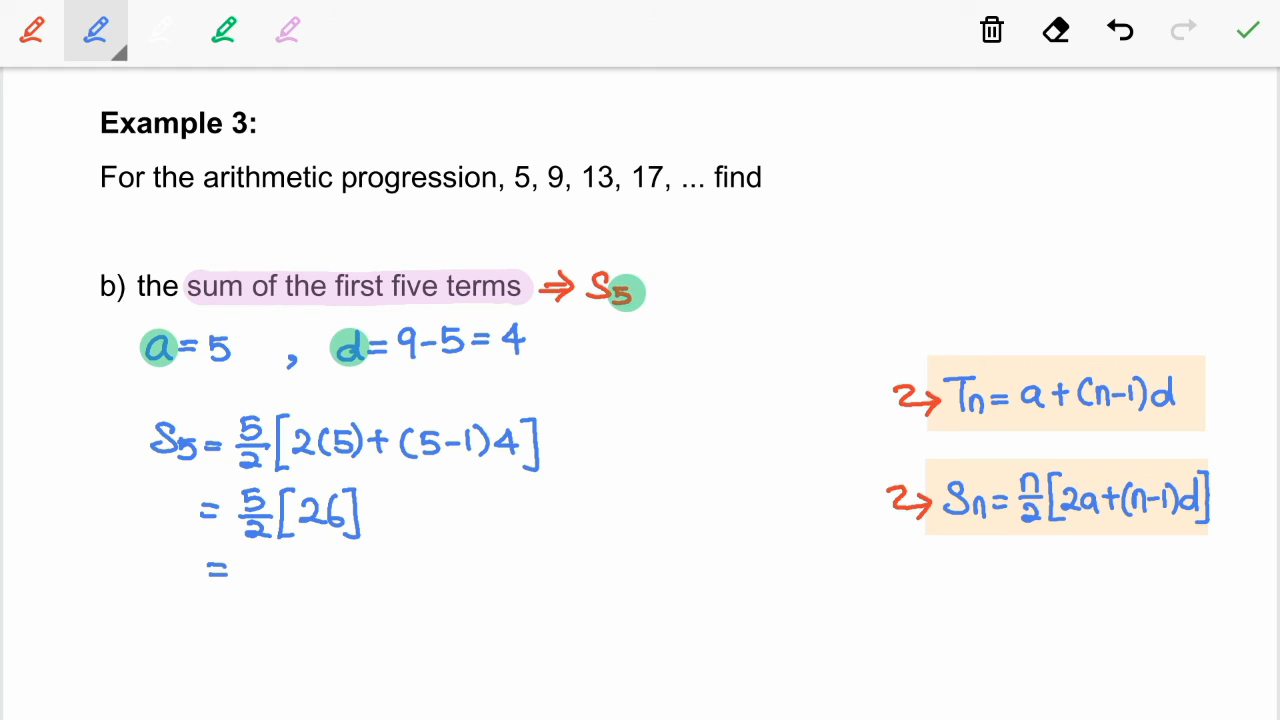 Example 3:
For the arithmetic progression, 5, 9, 13, 17, ... find
b) the sum of the first five terms ⇒ S₅
a = 5 , d = 9 - 5 = 4
Tₙ = a + (n-1)d
S₅ = 5/2 [2(5) + (5-1)4]
Sₙ = n/2 [2a + (n-1)d]
= 5/2 [26]
=